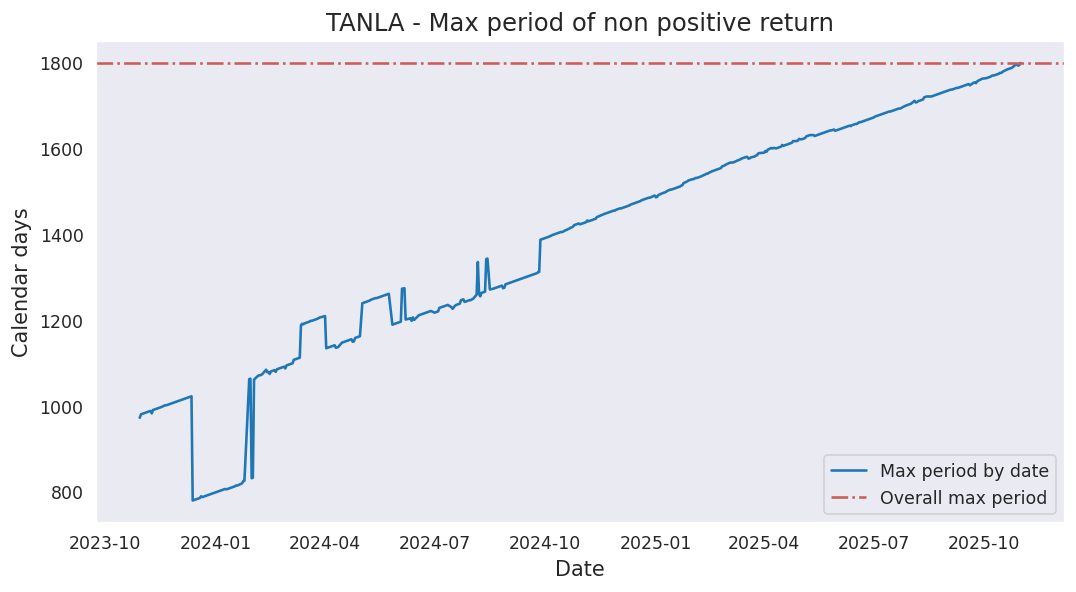 TANLA - Max period of non positive return
1800
1600
1400
1200
1000
800
Calendar days
2023-10 2024-01 2024-04 2024-07 2024-10 2025-01 2025-04 2025-07 2025-10
Date
Max period by date
Overall max period